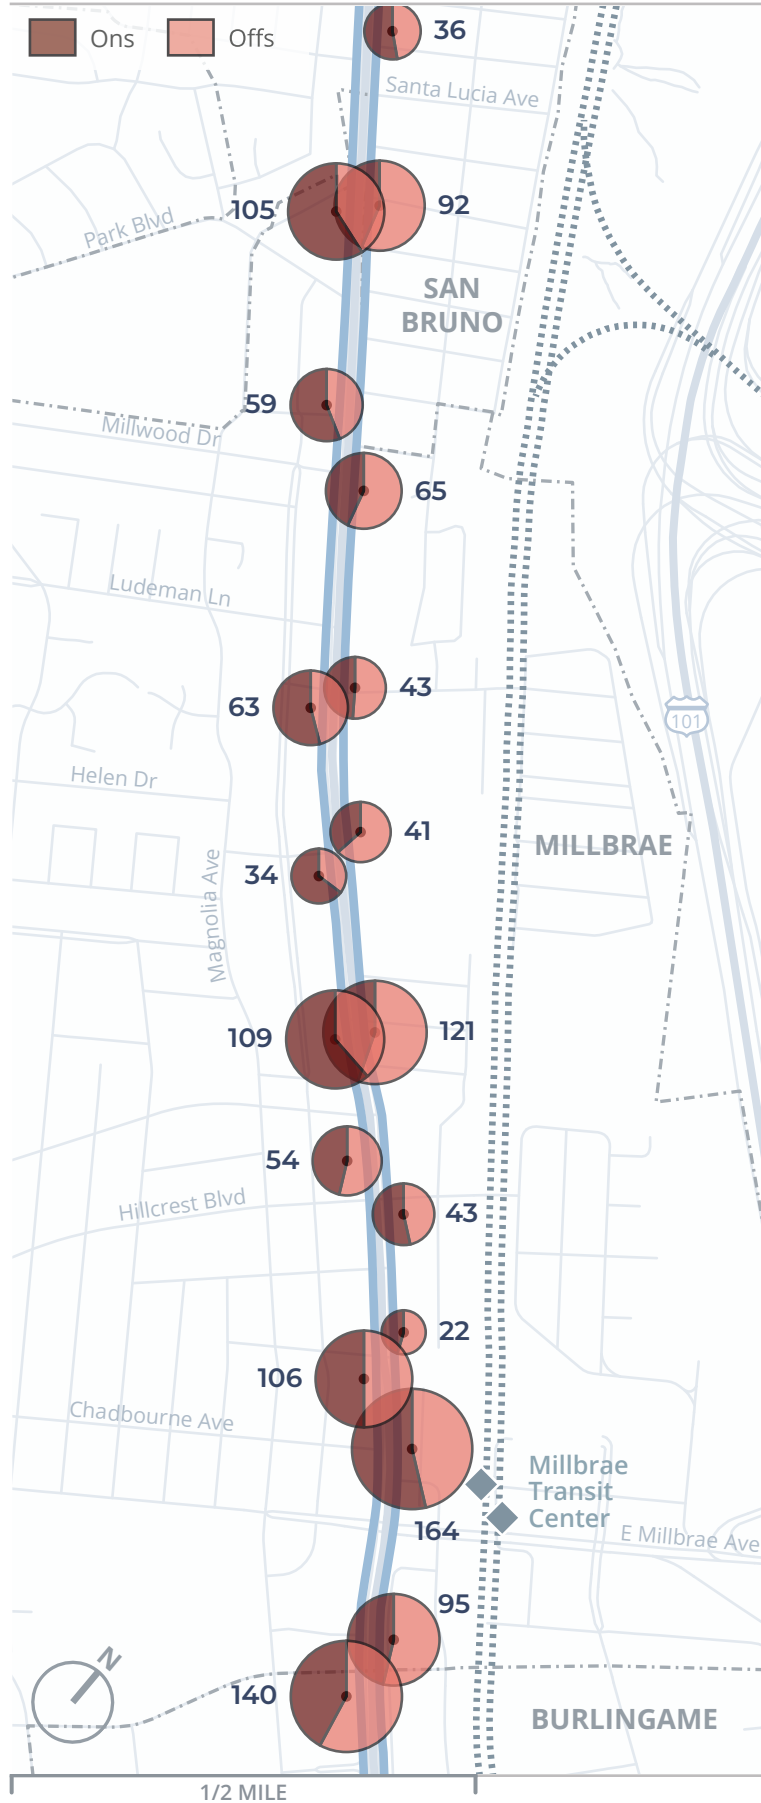 Ons
Offs
36
Santa Lucia Ave
105
92
Park Blvd
SAN
BRUNO
59
Millwood Dr
65
Ludeman Ln
63
43
101
Helen Dr
41
MILLBRAE
34
Magnolia Ave
109
121
54
Hillcrest Blvd
43
22
106
Chadbourne Ave
Millbrae
Transit
Center
164
E Millbrae Ave
95
N
140
BURLINGAME
1/2 MILE